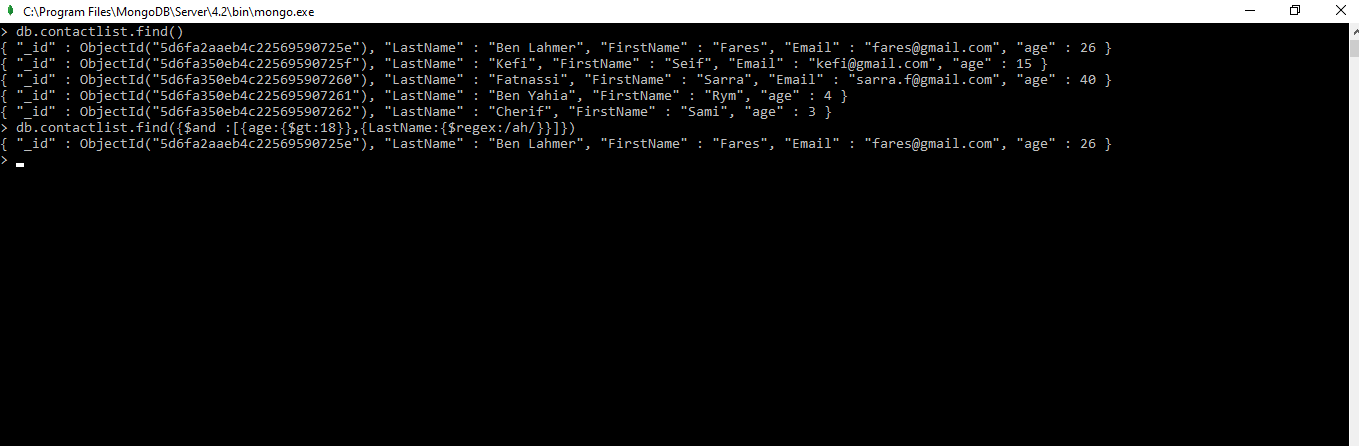 C:\Program Files\MongoDB\Server\4.2\bin\mongo.exe
> db.contactlist.find()
{ "_id" : ObjectId("5d6fa2aaeb4c22569590725e"), "LastName" : "Ben Lahmer", "FirstName" : "Fares", "Email" : "fares@gmail.com", "age" : 26 }
{ "_id" : ObjectId("5d6fa350eb4c22569590725f"), "LastName" : "Kefi", "FirstName" : "Seif", "Email" : "kefi@gmail.com", "age" : 15 }
{ "_id" : ObjectId("5d6fa350eb4c225695907260"), "LastName" : "Fatnassi", "FirstName" : "Sarra", "Email" : "sarra.f@gmail.com", "age" : 40 }
{ "_id" : ObjectId("5d6fa350eb4c225695907261"), "LastName" : "Ben Yahia", "FirstName" : "Rym", "age" : 4 }
{ "_id" : ObjectId("5d6fa350eb4c225695907262"), "LastName" : "Cherif", "FirstName" : "Sami", "age" : 3 }
> db.contactlist.find({$and :[{age:{$gt:18}},{LastName:{$regex:/ah/}}]})
{ "_id" : ObjectId("5d6fa2aaeb4c22569590725e"), "LastName" : "Ben Lahmer", "FirstName" : "Fares", "Email" : "fares@gmail.com", "age" : 26 }
>